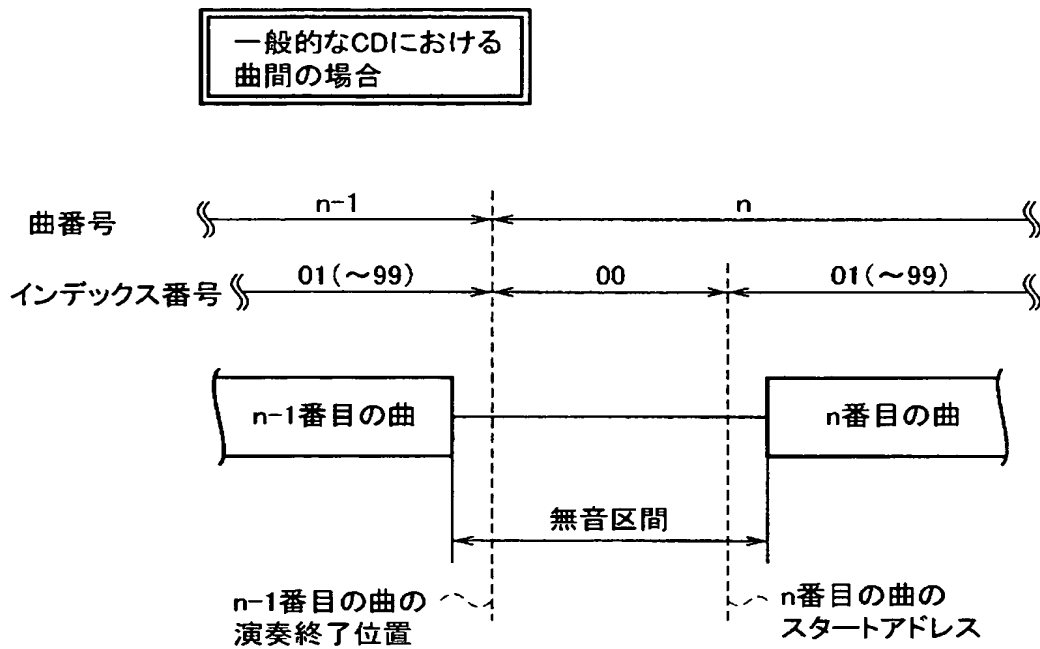 一般的なCDにおける
曲間の場合
曲番号
n-1
n
インデックス番号
01(～99)
00
01(～99)
n-1番目の曲
n番目の曲
無音区間
n-1番目の曲の
演奏終了位置
n番目の曲の
スタートアドレス